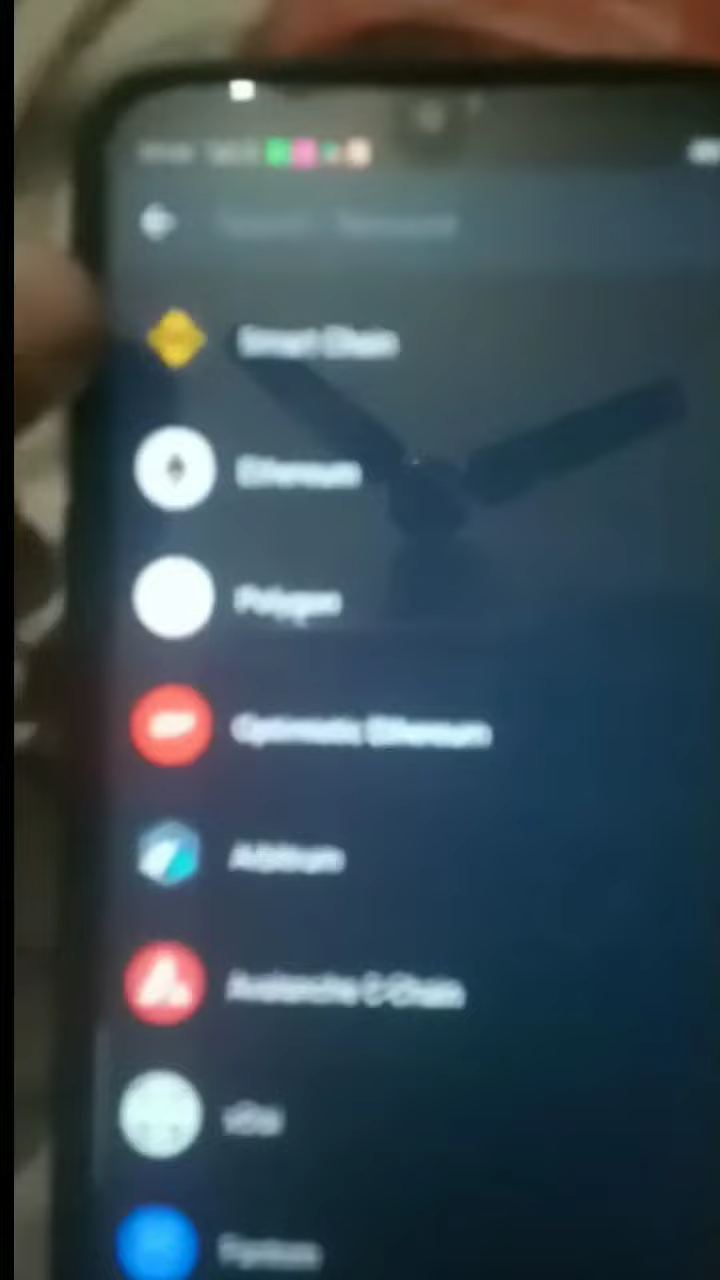 Smart Chain
Ethereum
Polygon
Optimistic Ethereum
Arbitrum
Avalanche C-Chain
xDai
Fantom